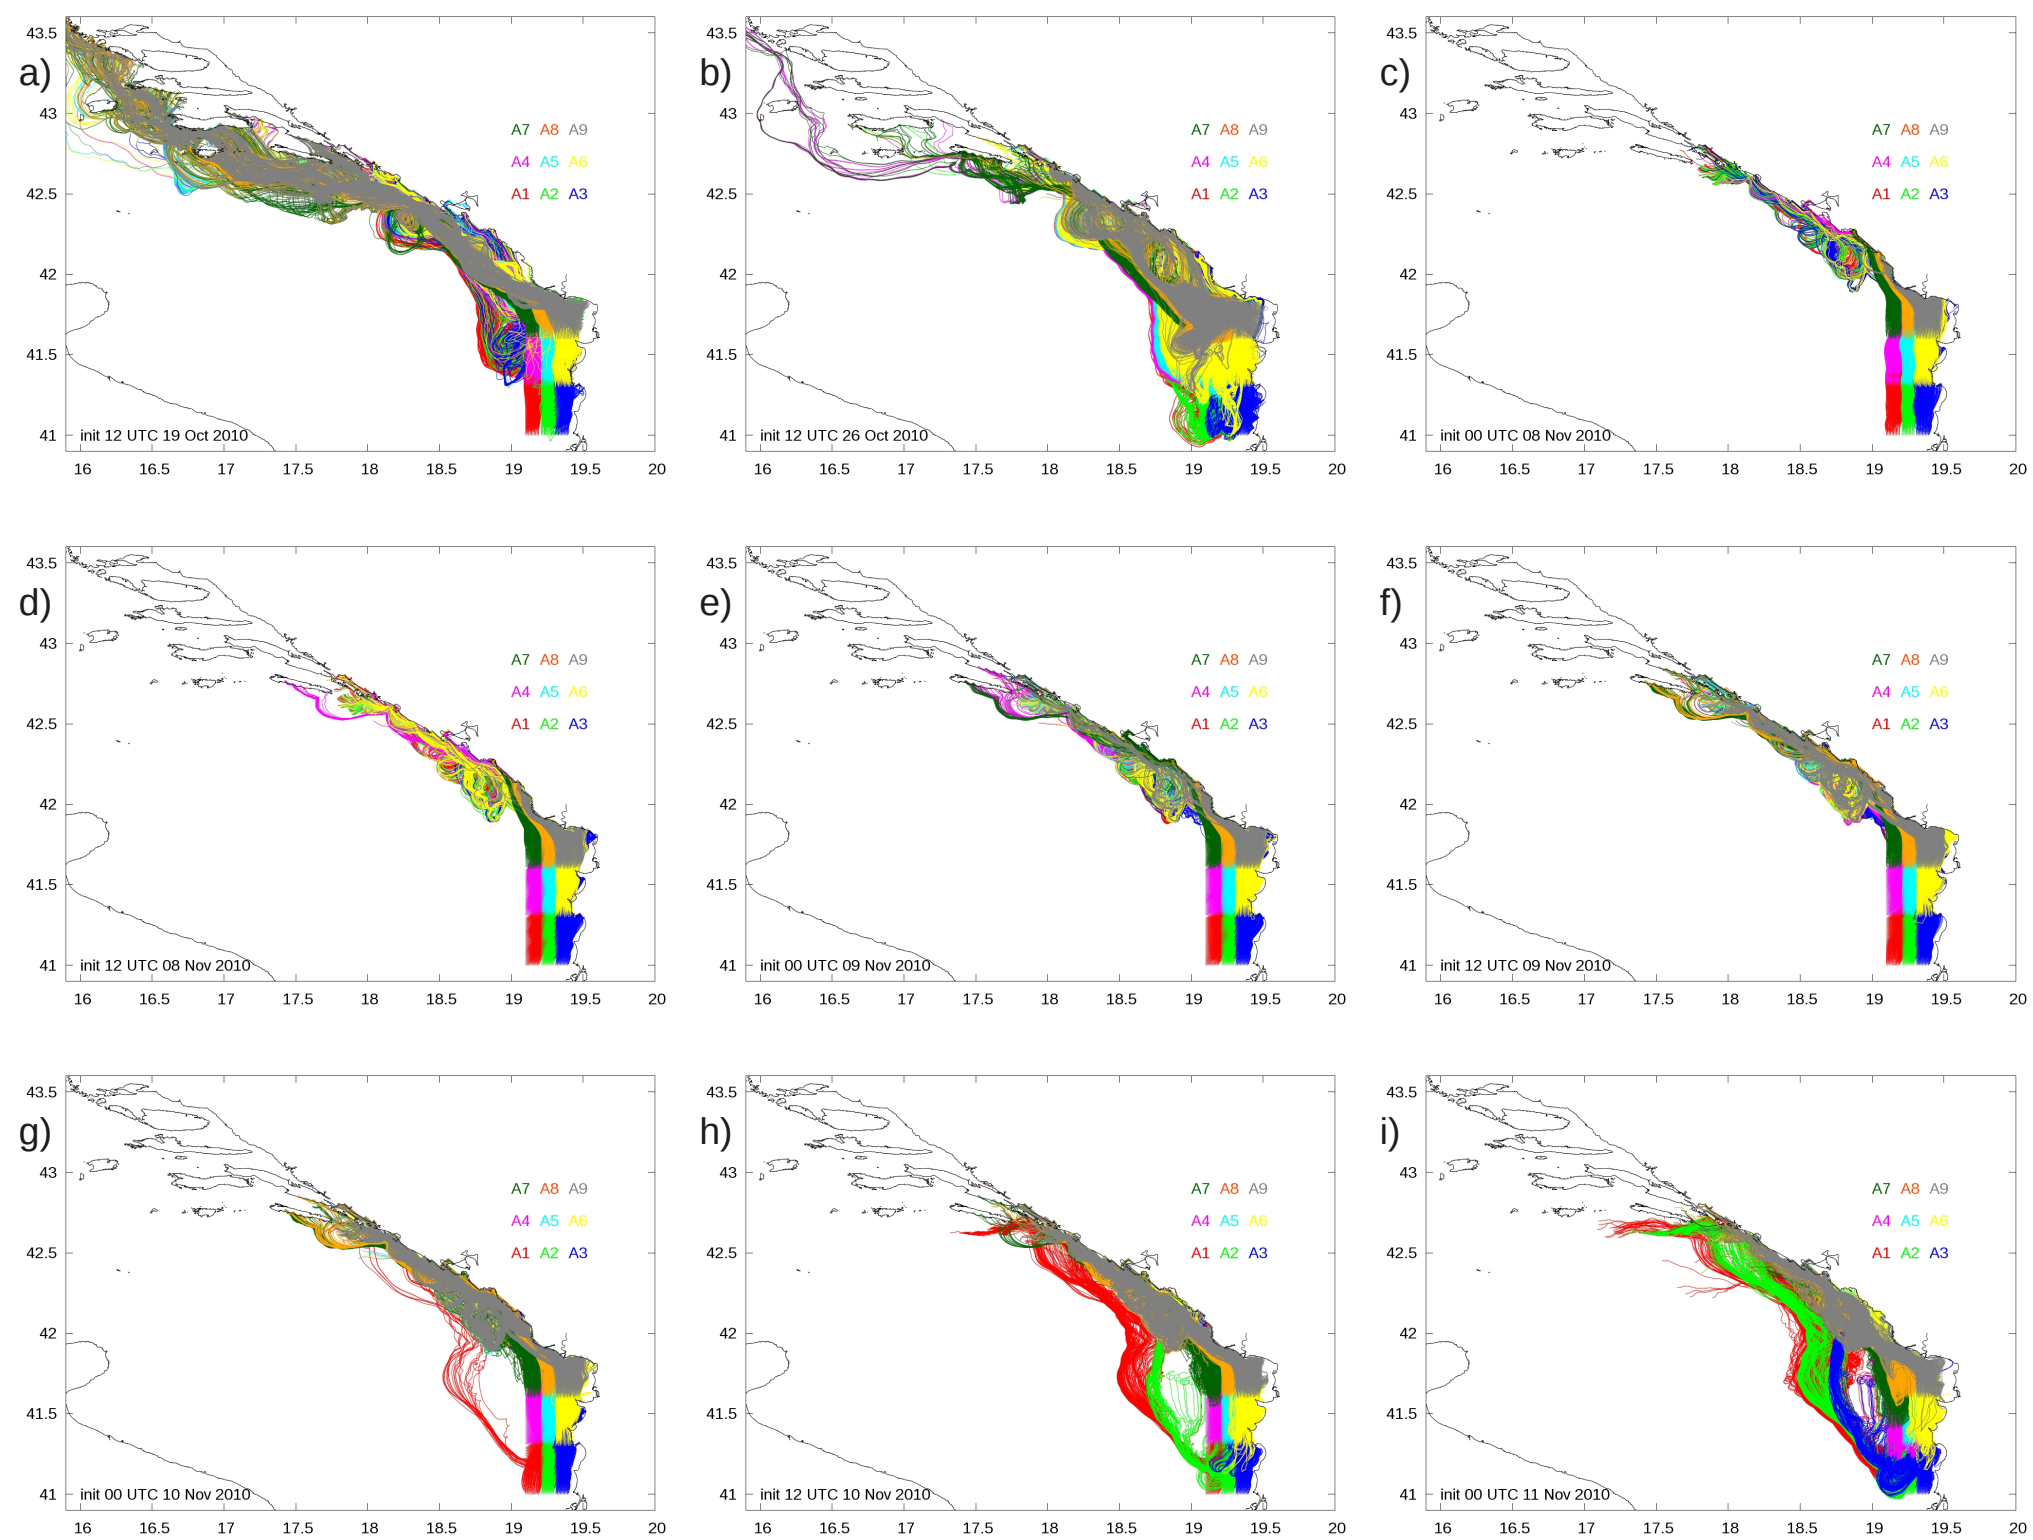 a)
43.5
43
42.5
42
41.5
41
A7 A8 A9
A4 A5 A6
A1 A2 A3
init 12 UTC 19 Oct 2010
16 16.5 17 17.5 18 18.5 19 19.5 20
b)
43.5
43
42.5
42
41.5
41
A7 A8 A9
A4 A5 A6
A1 A2 A3
init 12 UTC 26 Oct 2010
16 16.5 17 17.5 18 18.5 19 19.5 20
c)
43.5
43
42.5
42
41.5
41
A7 A8 A9
A4 A5 A6
A1 A2 A3
init 00 UTC 08 Nov 2010
16 16.5 17 17.5 18 18.5 19 19.5 20
d)
43.5
43
42.5
42
41.5
41
A7 A8 A9
A4 A5 A6
A1 A2 A3
init 12 UTC 08 Nov 2010
16 16.5 17 17.5 18 18.5 19 19.5 20
e)
43.5
43
42.5
42
41.5
41
A7 A8 A9
A4 A5 A6
A1 A2 A3
init 00 UTC 09 Nov 2010
16 16.5 17 17.5 18 18.5 19 19.5 20
f)
43.5
43
42.5
42
41.5
41
A7 A8 A9
A4 A5 A6
A1 A2 A3
init 12 UTC 09 Nov 2010
16 16.5 17 17.5 18 18.5 19 19.5 20
g)
43.5
43
42.5
42
41.5
41
A7 A8 A9
A4 A5 A6
A1 A2 A3
init 00 UTC 10 Nov 2010
16 16.5 17 17.5 18 18.5 19 19.5 20
h)
43.5
43
42.5
42
41.5
41
A7 A8 A9
A4 A5 A6
A1 A2 A3
init 12 UTC 10 Nov 2010
16 16.5 17 17.5 18 18.5 19 19.5 20
i)
43.5
43
42.5
42
41.5
41
A7 A8 A9
A4 A5 A6
A1 A2 A3
init 00 UTC 11 Nov 2010
16 16.5 17 17.5 18 18.5 19 19.5 20